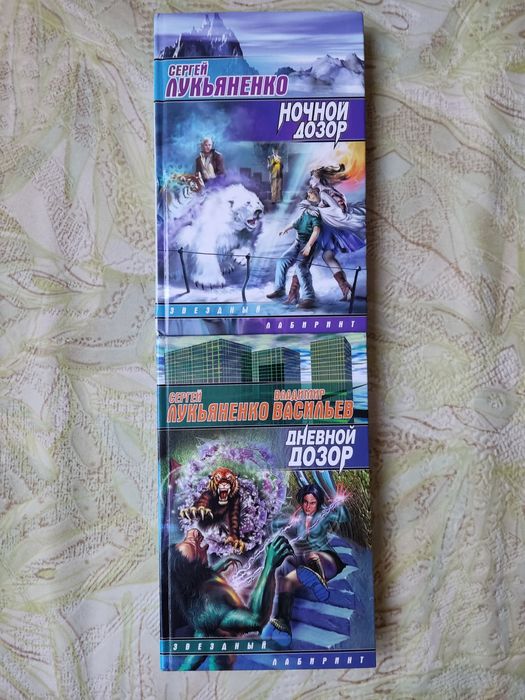 СЕРГЕЙ
ЛУКЬЯНЕНКО
НОЧНОЙ
ДОЗОР
ЗВЕЗДНЫЙ
ЛАБИРИНТ
СЕРГЕЙ ВЛАДИМИР
ЛУКЬЯНЕНКО ВАСИЛЬЕВ
ДНЕВНОЙ
ДОЗОР
ЗВЕЗДНЫЙ
ЛАБИРИНТ